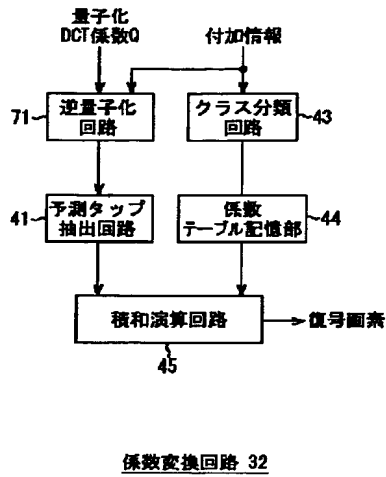 量子化
DCT係数Q
付加情報
逆量子化
回路
71
クラス分類
回路
43
予測タップ
抽出回路
41
係数
テーブル記憶部
44
積和演算回路
復号画素
45
係数変換回路 32